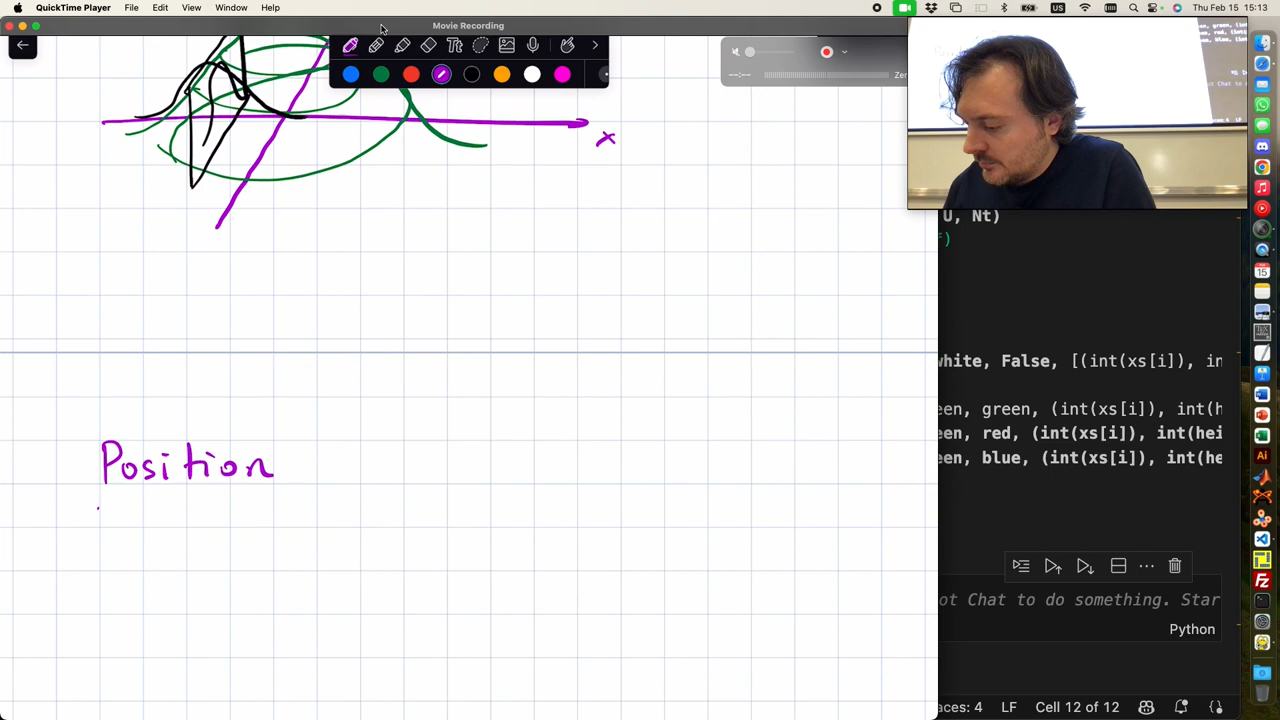 QuickTime Player File Edit View Window Help
Thu Feb 15 15:13
US
Movie Recording
--:--
x
Position
U, Nt)
f)
white, False, [(int(xs[i]), in
een, green, (int(xs[i]), int(h
een, red, (int(xs[i]), int(hei
een, blue, (int(xs[i]), int(he
ot Chat to do something. Star
Python
aces: 4 LF Cell 12 of 12